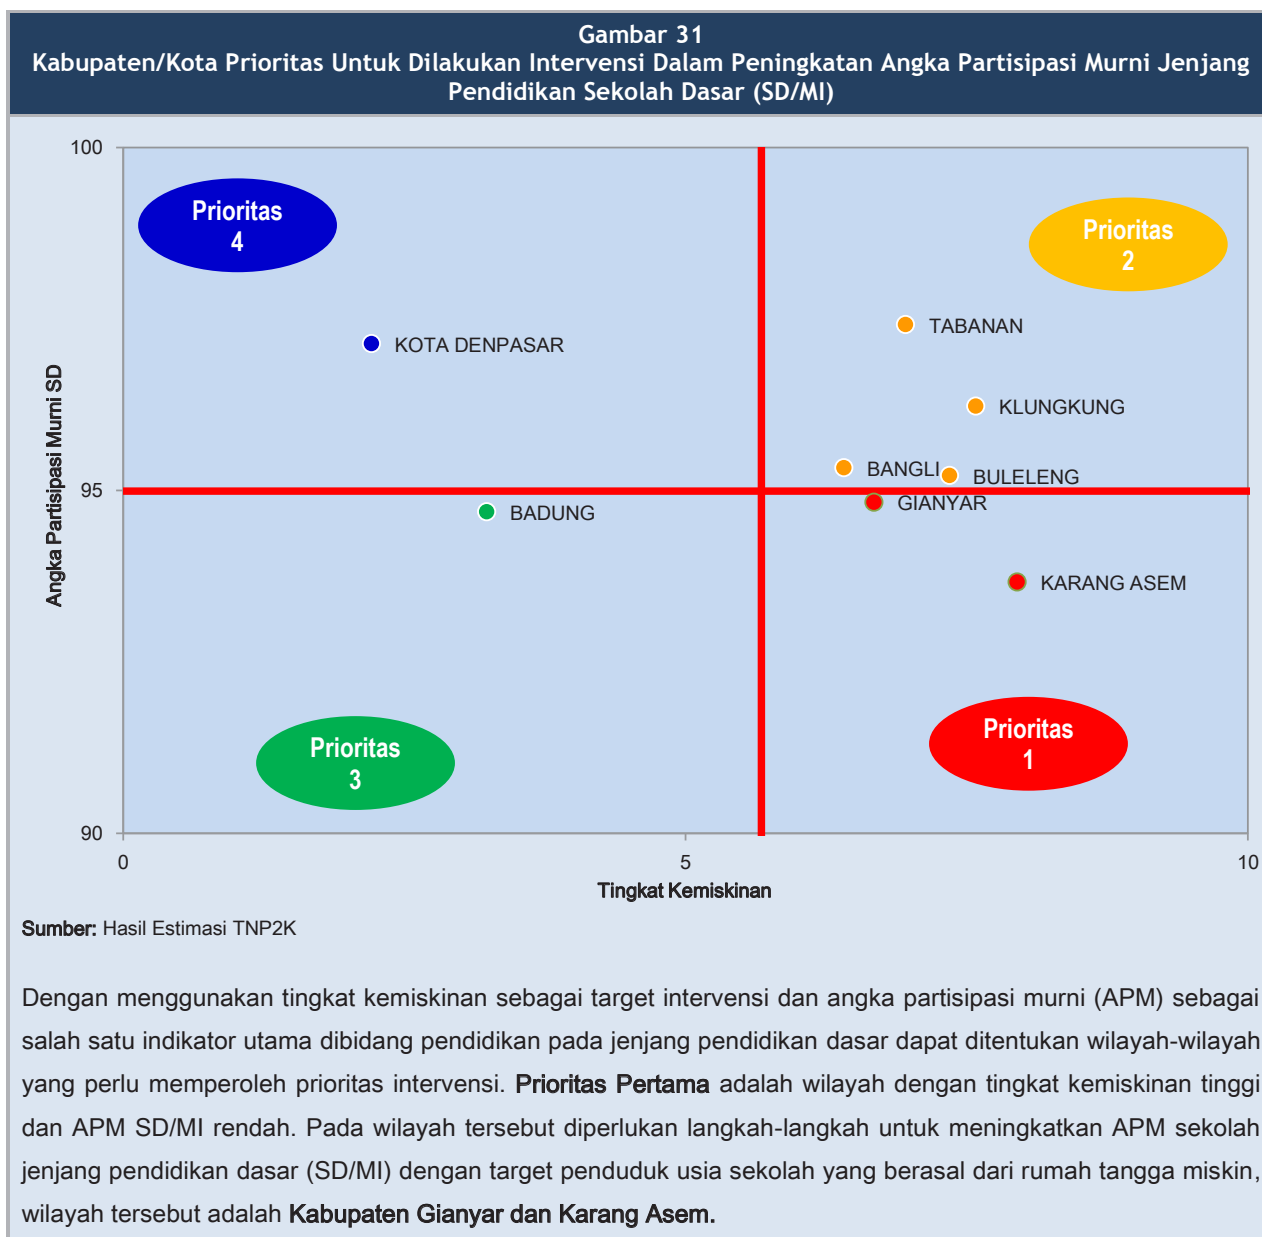 Gambar 31
Kabupaten/Kota Prioritas Untuk Dilakukan Intervensi Dalam Peningkatan Angka Partisipasi Murni Jenjang
Pendidikan Sekolah Dasar (SD/MI)
100
Prioritas
4
Prioritas
2
TABANAN
KOTA DENPASAR
KLUNGKUNG
Angka Partisipasi Murni SD
BANGLI
BULELENG
95
GIANYAR
BADUNG
KARANG ASEM
Prioritas
1
Prioritas
3
90
0
5
10
Tingkat Kemiskinan
Sumber: Hasil Estimasi TNP2K
Dengan menggunakan tingkat kemiskinan sebagai target intervensi dan angka partisipasi murni (APM) sebagai
salah satu indikator utama dibidang pendidikan pada jenjang pendidikan dasar dapat ditentukan wilayah-wilayah
yang perlu memperoleh prioritas intervensi. Prioritas Pertama adalah wilayah dengan tingkat kemiskinan tinggi
dan APM SD/MI rendah. Pada wilayah tersebut diperlukan langkah-langkah untuk meningkatkan APM sekolah
jenjang pendidikan dasar (SD/MI) dengan target penduduk usia sekolah yang berasal dari rumah tangga miskin,
wilayah tersebut adalah Kabupaten Gianyar dan Karang Asem.